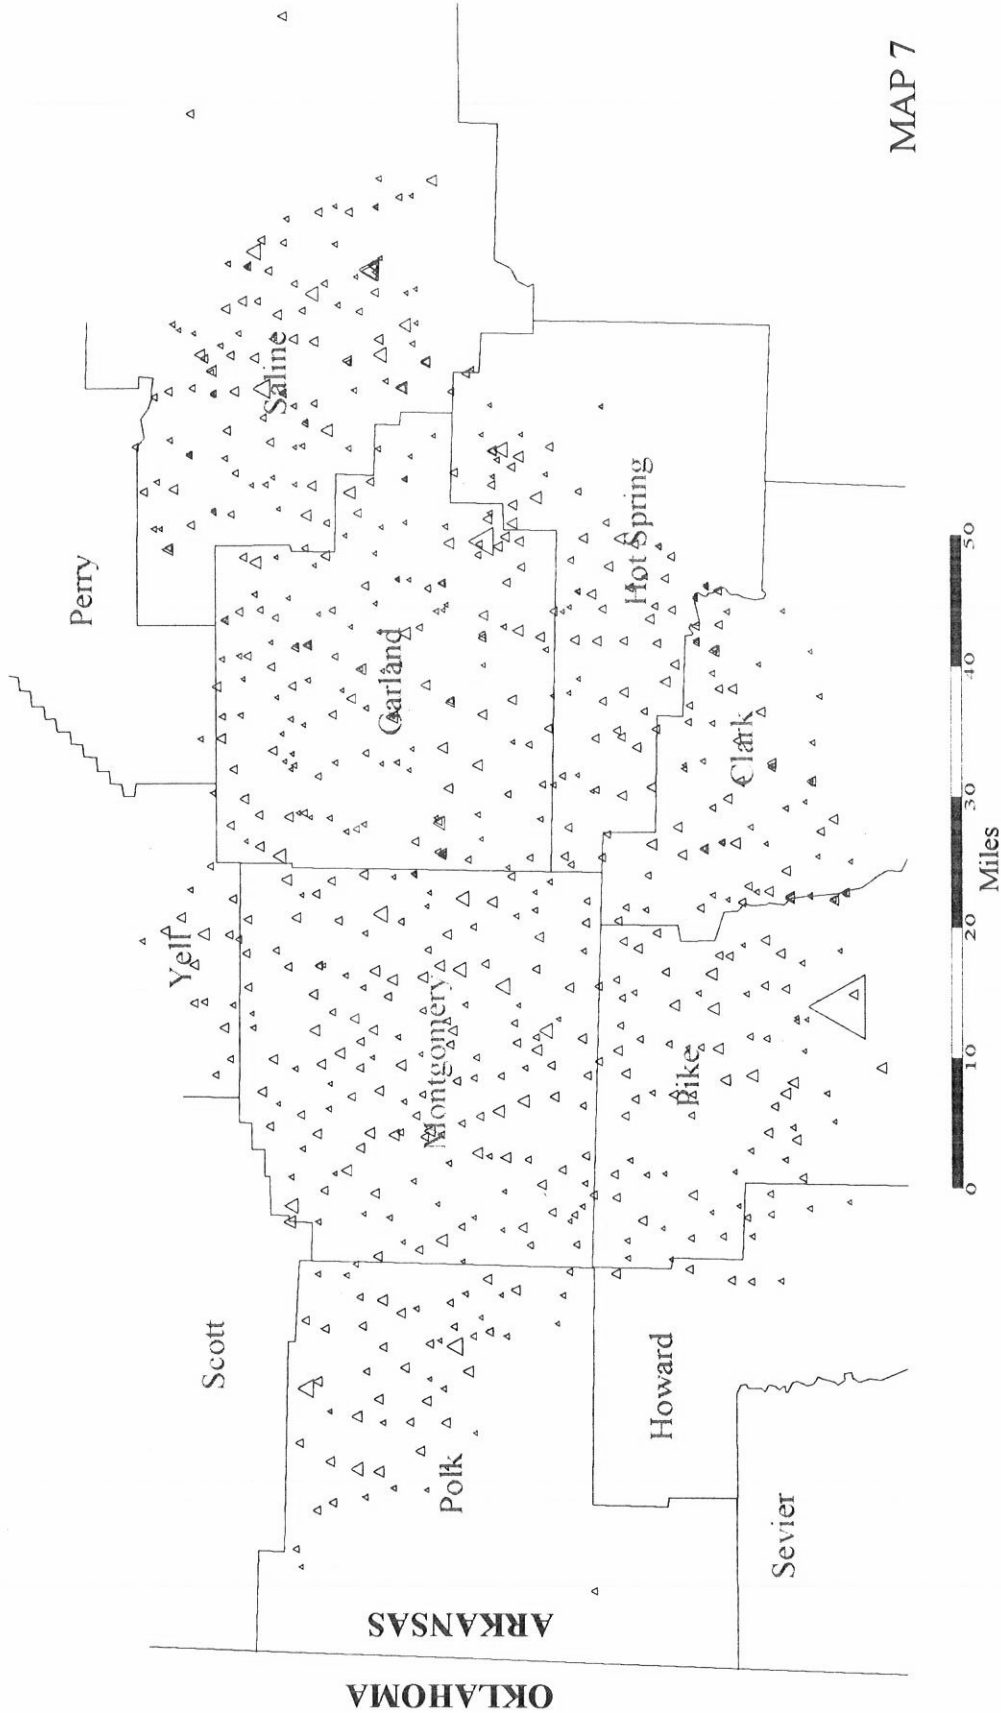 OKLAHOMA
ARKANSAS
Scott
Yell
Perry
Polk
Montgomery
Garland
Saline
Howard
Pike
Clark
Hot Spring
Sevier
0 10 20 30 40 50
Miles
MAP 7